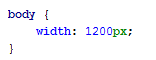 body {
    width: 1200px;
}